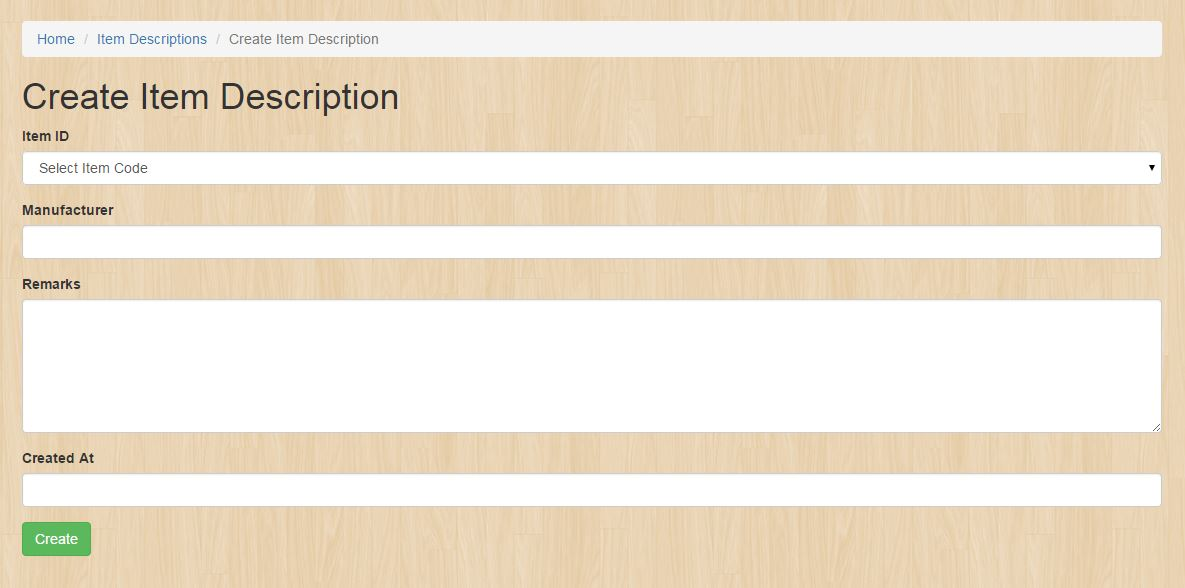 Home / Item Descriptions / Create Item Description
Create Item Description
Item ID
Select Item Code
Manufacturer
Remarks
Created At
Create